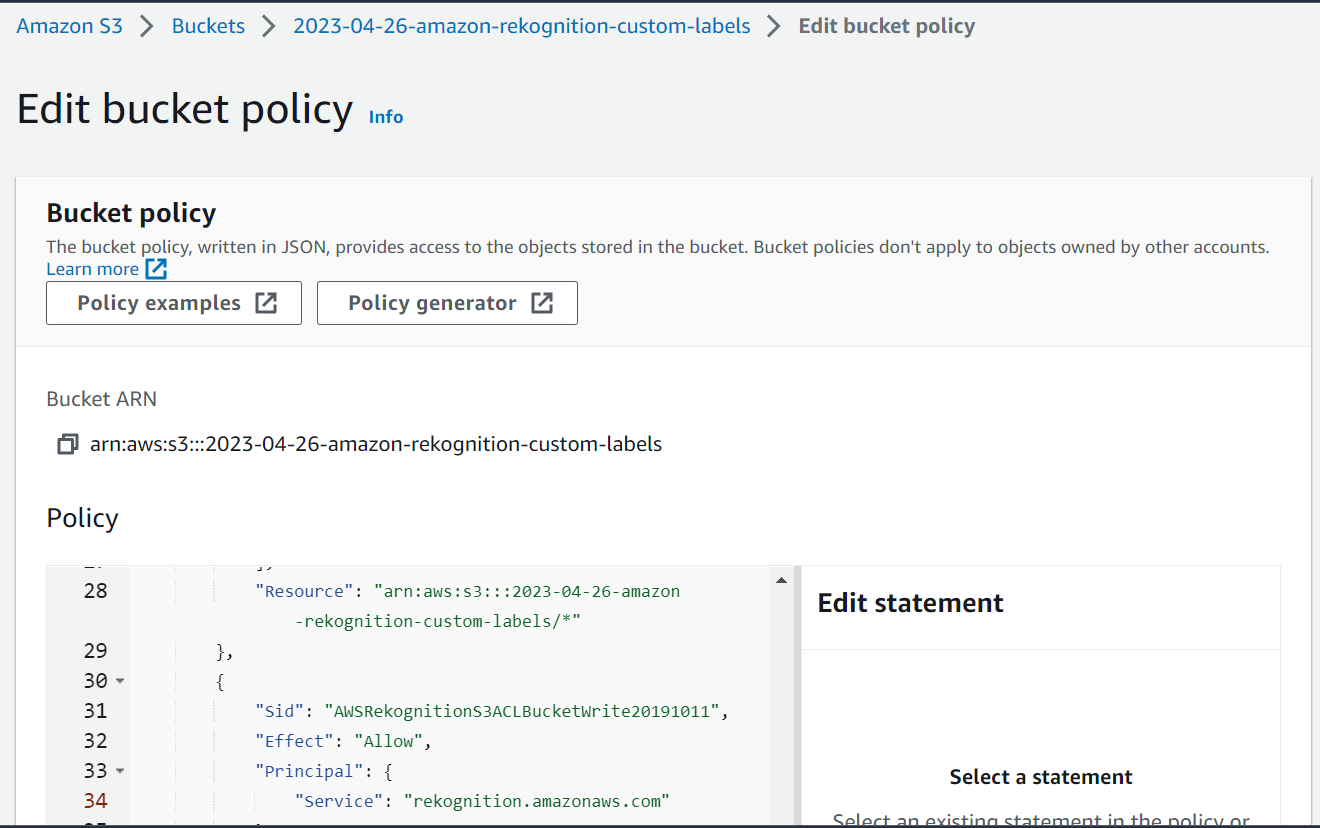 Amazon S3 > Buckets > 2023-04-26-amazon-rekognition-custom-labels > Edit bucket policy
Edit bucket policy Info
Bucket policy
The bucket policy, written in JSON, provides access to the objects stored in the bucket. Bucket policies don't apply to objects owned by other accounts.
Learn more
Policy examples Policy generator
Bucket ARN
arn:aws:s3:::2023-04-26-amazon-rekognition-custom-labels
Policy
28 "Resource": "arn:aws:s3:::2023-04-26-amazon
-rekognition-custom-labels/*"
29 },
30 {
31 "Sid": "AWSRekognitionS3ACLBucketWrite20191011",
32 "Effect": "Allow",
33 "Principal": {
34 "Service": "rekognition.amazonaws.com"
Edit statement
Select a statement
Select an existing statement in the policy or